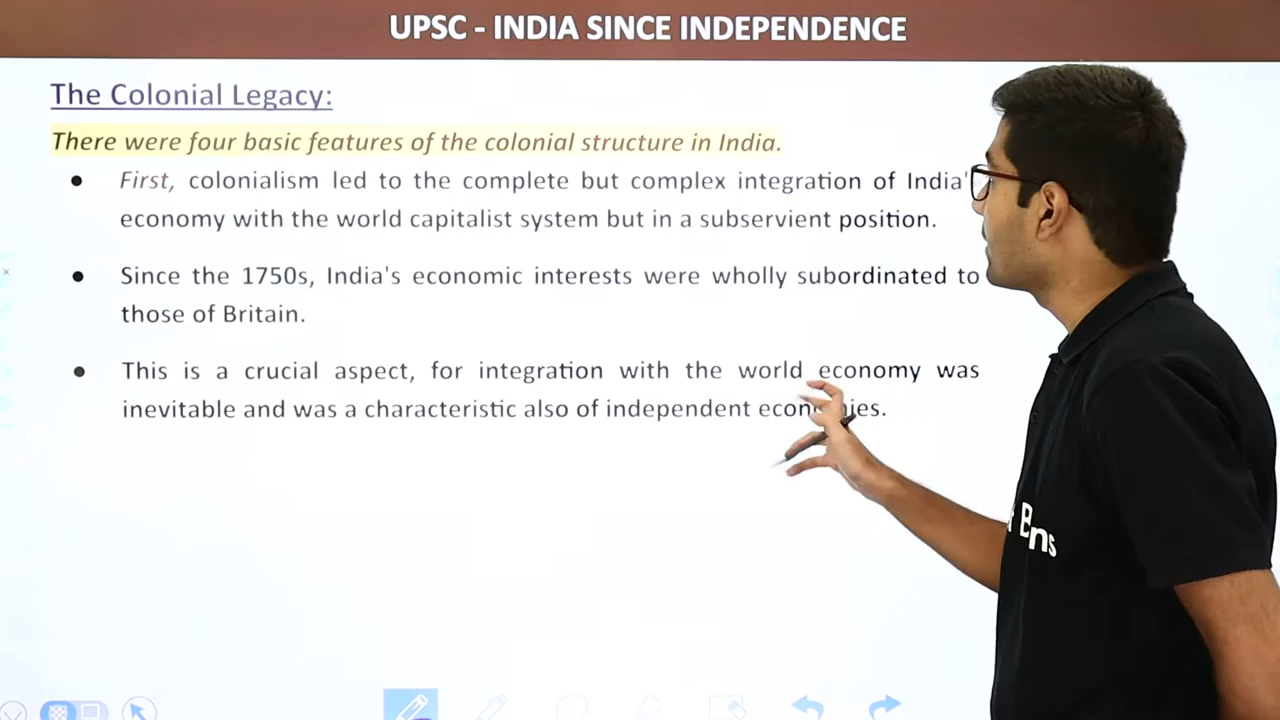 UPSC - INDIA SINCE INDEPENDENCE
The Colonial Legacy:
There were four basic features of the colonial structure in India.
• First, colonialism led to the complete but complex integration of India'
economy with the world capitalist system but in a subservient position.
• Since the 1750s, India's economic interests were wholly subordinated to
those of Britain.
• This is a crucial aspect, for integration with the world economy was
inevitable and was a characteristic also of independent economies.